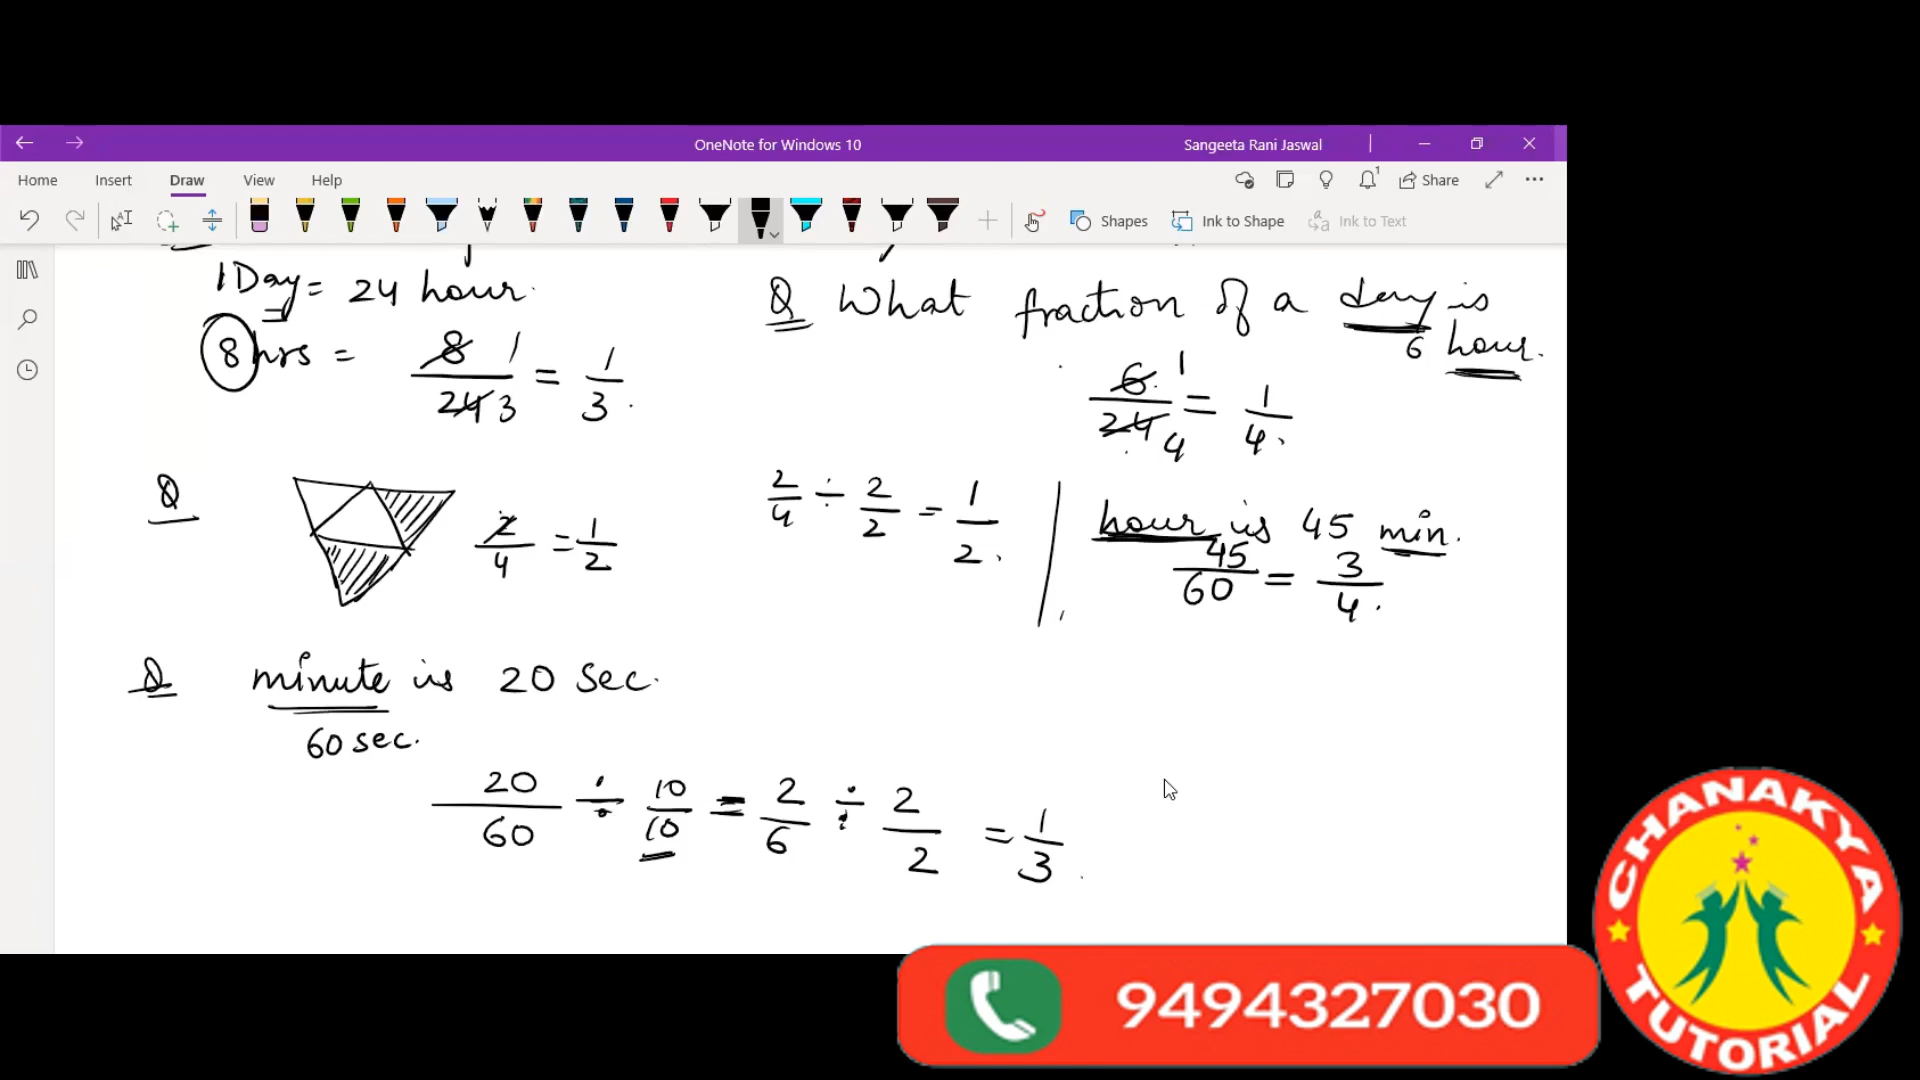 OneNote for Windows 10
Sangeeta Rani Jaswal
Home Insert Draw View Help
Share
Shapes
Ink to Shape
Ink to Text
1 Day = 24 hour.
8 hrs = 8/24 1/3 = 1/3.
Q What fraction of a day is
6 hour.
6/24 1/4 = 1/4.
Q
2/4 = 1/2
2/4 ÷ 2/2 = 1/2.
hour is 45 min.
45/60 = 3/4.
Q minute is 20 Sec.
60 sec.
20/60 ÷ 10/10 = 2/6 ÷ 2/2 = 1/3.
9494327030
CHANAKYA
TUTORIAL